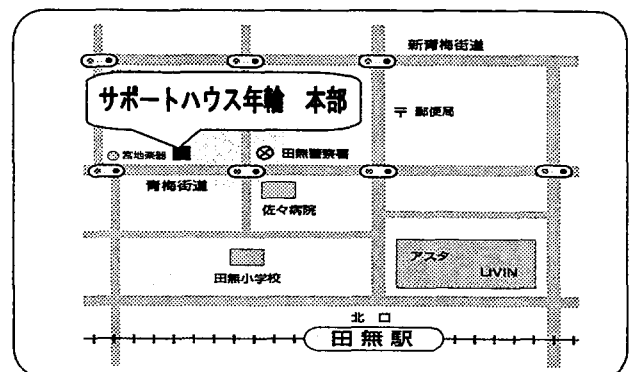 新青梅街道
サポートハウス年輪 本部
〒 郵便局
宮地楽器
田無警察署
青梅街道
佐々病院
アスタ
LIVIN
田無小学校
北口
田無駅